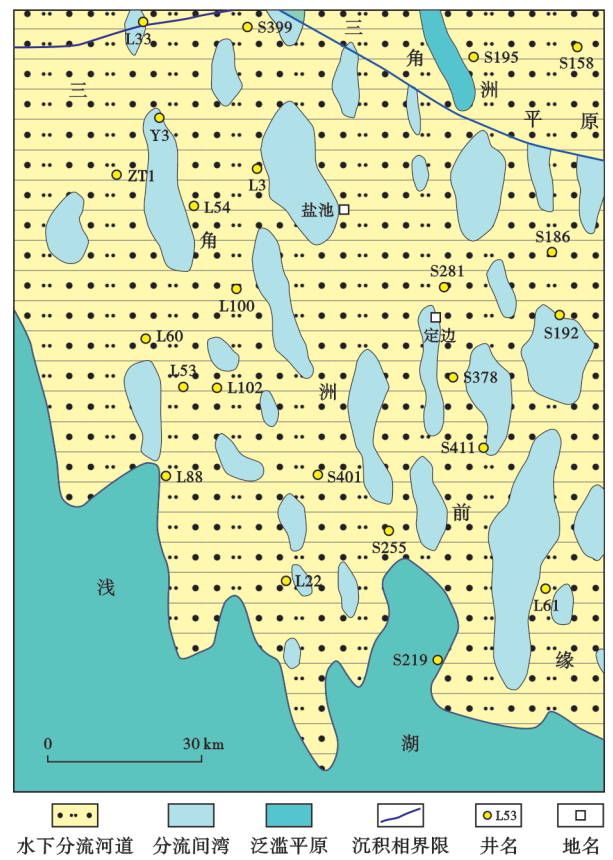 L33
S399
三
角
S195
S158
三
洲
Y3
平
原
ZT1
L3
L54
盐池
角
S186
S281
L100
S192
定边
L60
L53
L102
洲
S378
S411
L88
S401
前
S255
浅
L22
L61
S219
缘
湖
0 30 km
L53
水下分流河道 分流间湾 泛滥平原 沉积相界限 井名 地名